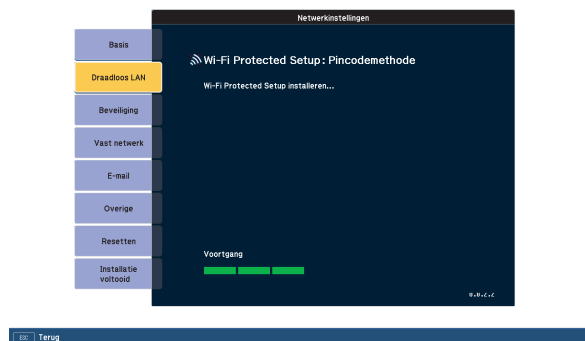 Netwerkinstellingen
Basis
Draadloos LAN
Beveiliging
Vast netwerk
E-mail
Overige
Resetten
Installatie
voltooid
Wi-Fi Protected Setup: Pincodemethode
Wi-Fi Protected Setup installeren...
Voortgang
ESC Terug